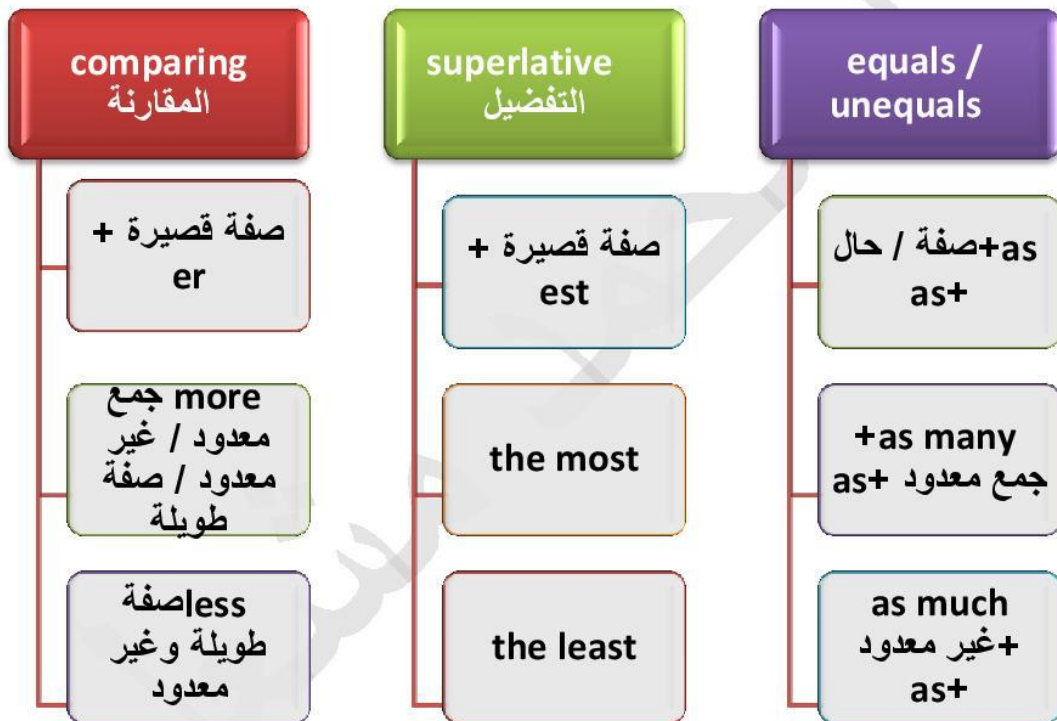 comparing
المقارنة
صفة قصيرة +
er
more جمع
معدود / غير
معدود / صفة
طويلة
lessصفة
طويلة وغير
معدود
superlative
التفضيل
صفة قصيرة +
est
the most
the least
equals /
unequals
as+صفة / حال
as+
+as many
جمع معدود +as
as much
+غير معدود
as+